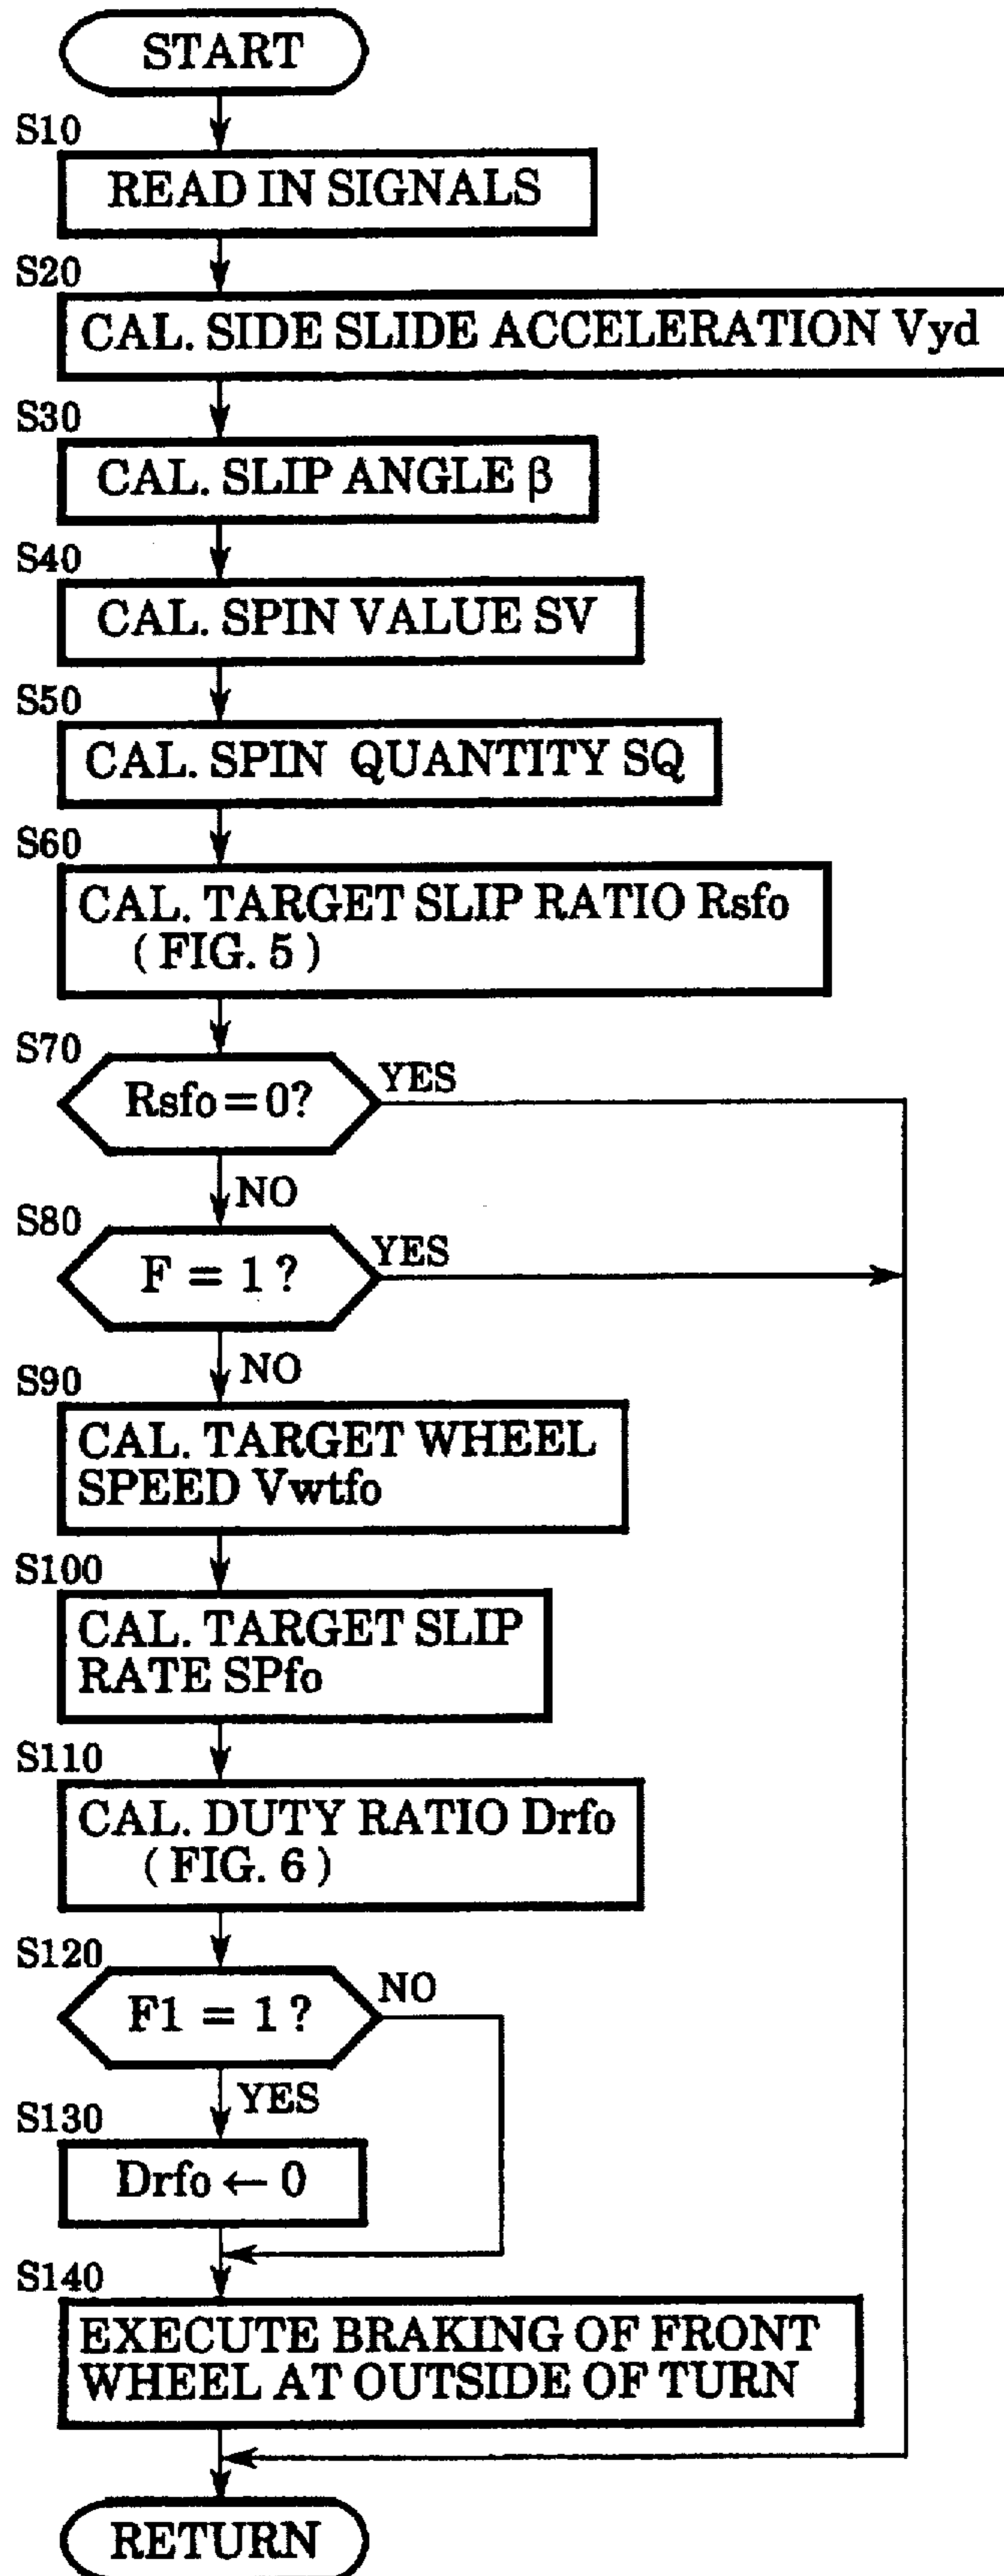 START
S10
READ IN SIGNALS
S20
CAL. SIDE SLIDE ACCELERATION Vyd
S30
CAL. SLIP ANGLE β
S40
CAL. SPIN VALUE SV
S50
CAL. SPIN QUANTITY SQ
S60
CAL. TARGET SLIP RATIO Rsfo
( FIG. 5 )
S70
Rsfo = 0?
YES
NO
S80
F = 1 ?
YES
NO
S90
CAL. TARGET WHEEL
SPEED Vwtfo
S100
CAL. TARGET SLIP
RATE SPfo
S110
CAL. DUTY RATIO Drfo
( FIG. 6 )
S120
F1 = 1 ?
NO
YES
S130
Drfo ← 0
S140
EXECUTE BRAKING OF FRONT
WHEEL AT OUTSIDE OF TURN
RETURN